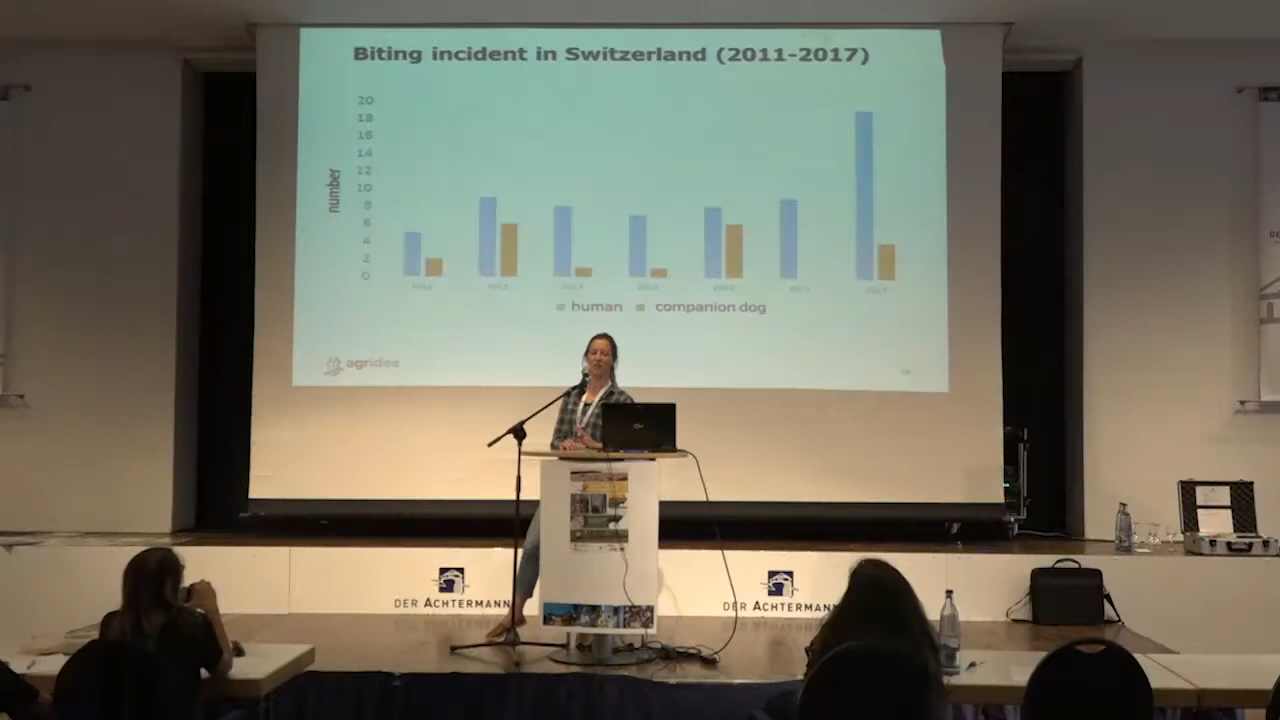 Biting incident in Switzerland (2011-2017)
20
18
16
14
12
10
8
6
4
2
0
number
human
companion dog
agridea
DER ACHTERMANN
DER ACHTERMANN